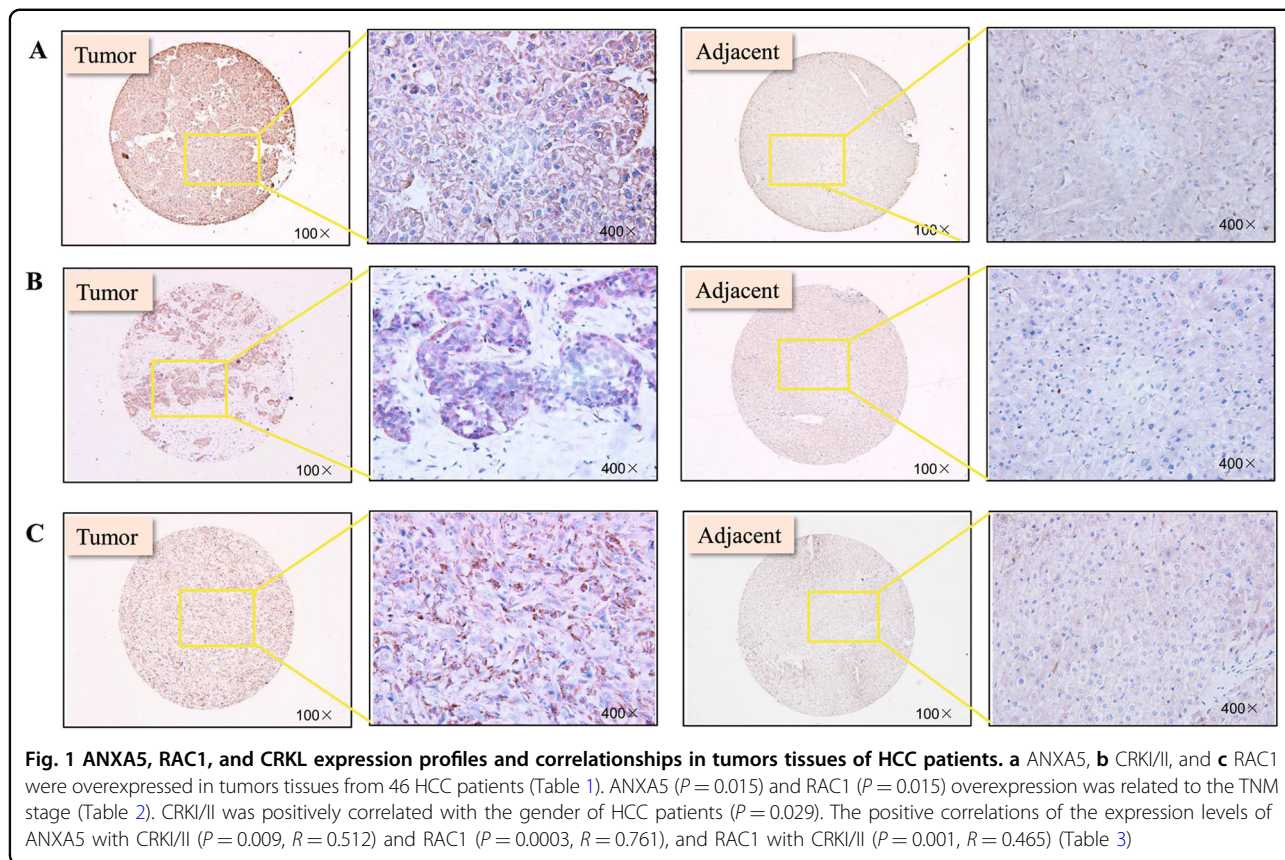 A
Tumor
100×
400×
Adjacent
100×
400×
B
Tumor
100×
400×
Adjacent
100×
400×
C
Tumor
100×
400×
Adjacent
100×
400×
Fig. 1 ANXA5, RAC1, and CRKL expression profiles and correlationships in tumors tissues of HCC patients. a ANXA5, b CRKI/II, and c RAC1
were overexpressed in tumors tissues from 46 HCC patients (Table 1). ANXA5 (P = 0.015) and RAC1 (P = 0.015) overexpression was related to the TNM
stage (Table 2). CRKI/II was positively correlated with the gender of HCC patients (P = 0.029). The positive correlations of the expression levels of
ANXA5 with CRKI/II (P = 0.009, R = 0.512) and RAC1 (P = 0.0003, R = 0.761), and RAC1 with CRKI/II (P = 0.001, R = 0.465) (Table 3)